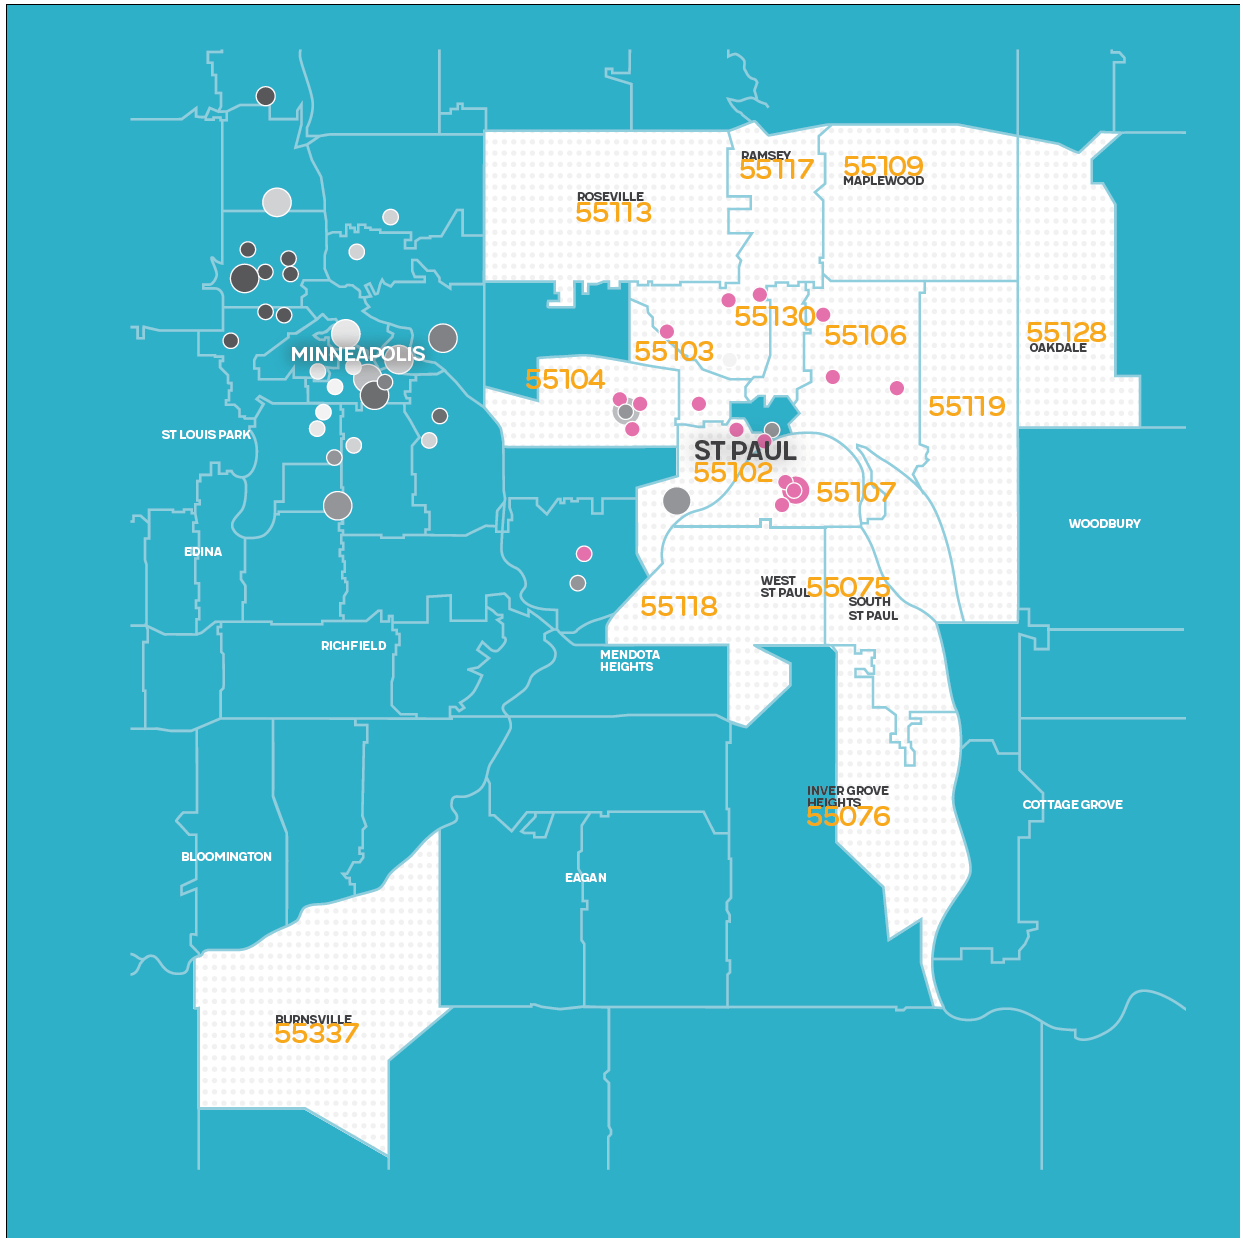 RAMSEY
55117
55109
MAPLEWOOD
ROSEVILLE
55113
55130
55106
55128
OAKDALE
55103
MINNEAPOLIS
55104
55119
ST LOUIS PARK
ST PAUL
55102
55107
WOODBURY
EDINA
WEST
ST PAUL
55075
SOUTH
ST PAUL
55118
RICHFIELD
MENDOTA
HEIGHTS
INVER GROVE
HEIGHTS
55076
COTTAGE GROVE
BLOOMINGTON
EAGAN
BURNSVILLE
55337